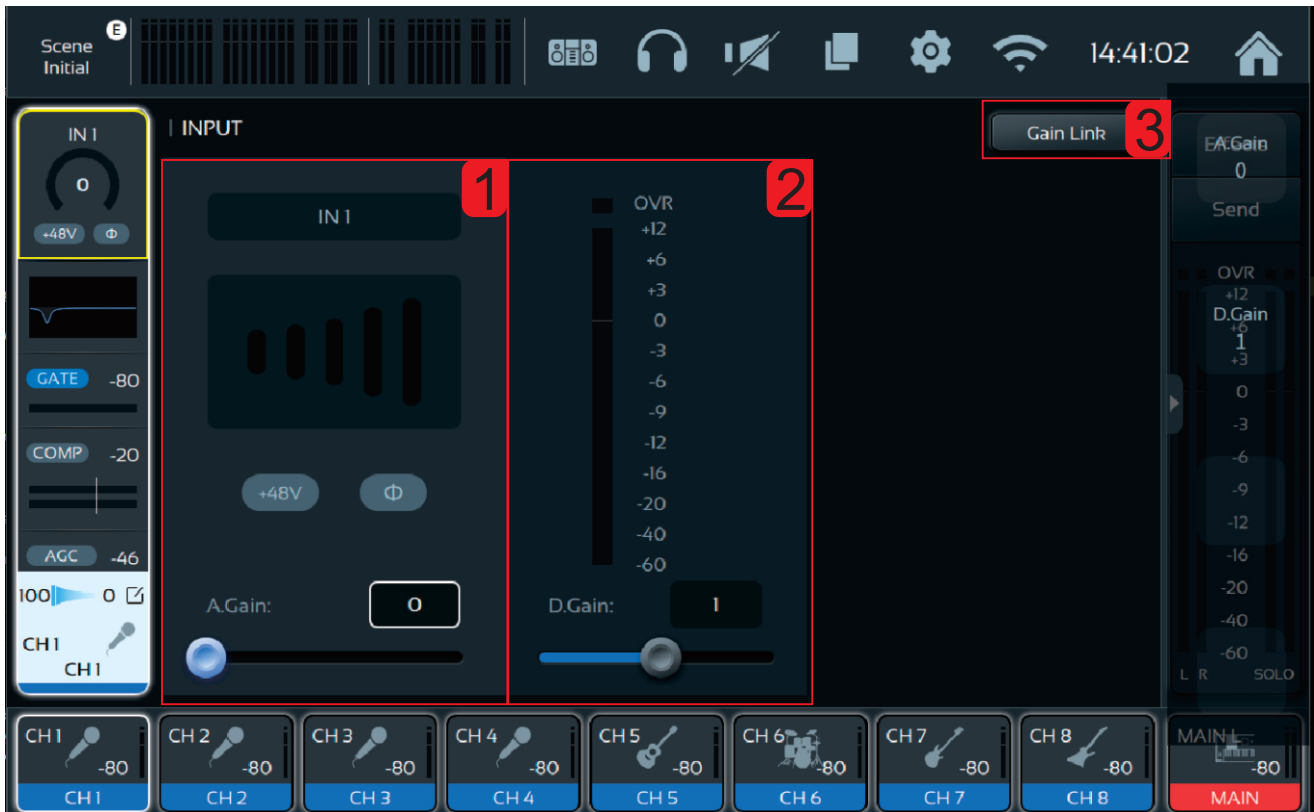 Scene
Initial
E
14:41:02
IN 1
0
+48V Φ
GATE -80
COMP -20
AGC -46
100 0
CH 1
CH 1
INPUT
1
IN 1
+48V Φ
A.Gain: 0
2
OVR
+12
+6
+3
0
-3
-6
-9
-12
-16
-20
-40
-60
D.Gain: 1
Gain Link
3
A.Gain
0
Send
OVR
+12
D.Gain
+6
1
+3
0
-3
-6
-9
-12
-16
-20
-40
-60
L R SOLO
CH 1
-80
CH 1
CH 2
-80
CH 2
CH 3
-80
CH 3
CH 4
-80
CH 4
CH 5
-80
CH 5
CH 6
-80
CH 6
CH 7
-80
CH 7
CH 8
-80
CH 8
MAIN L
-80
MAIN